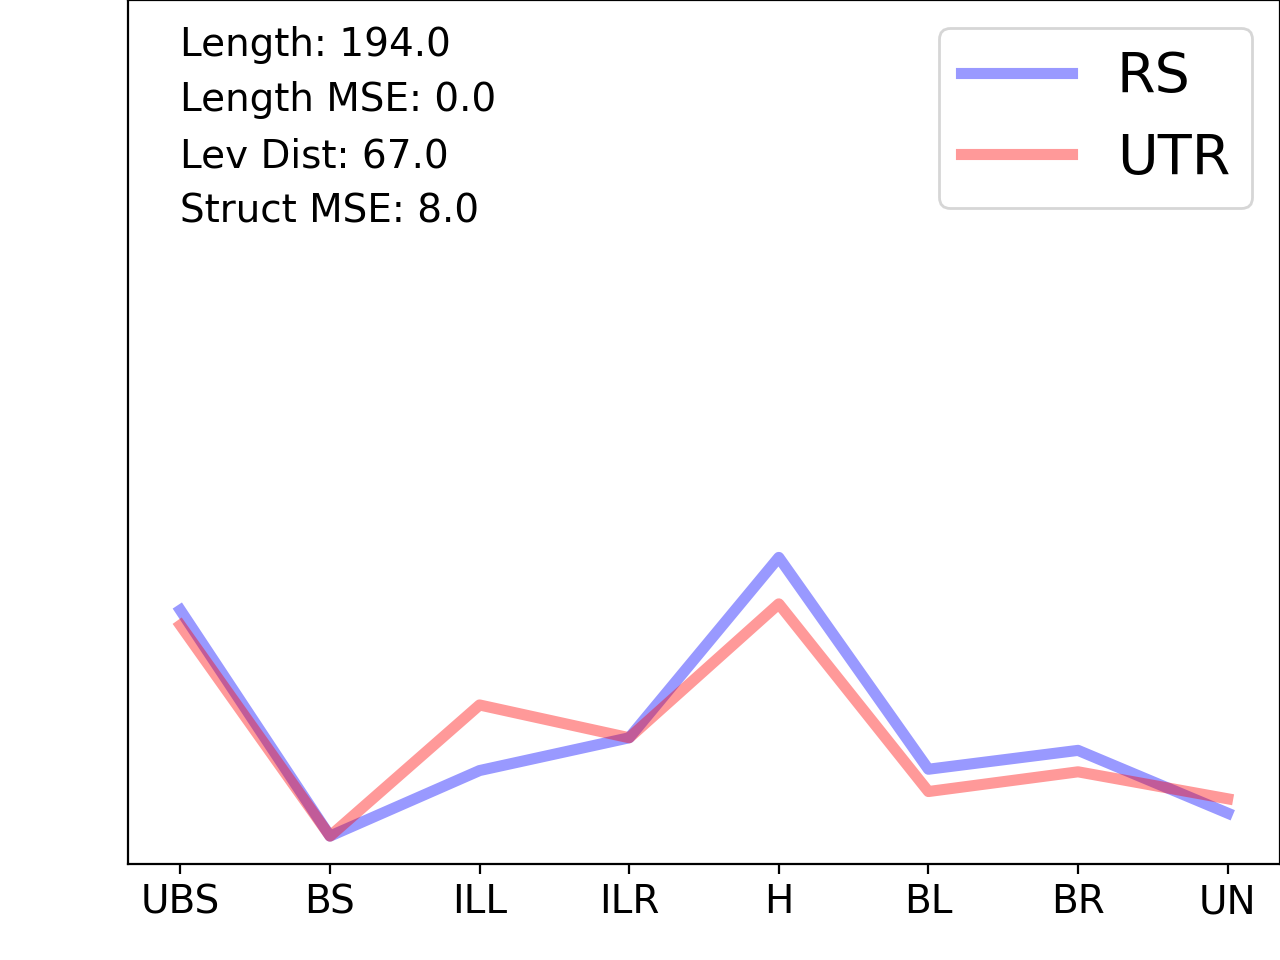 Length: 194.0
Length MSE: 0.0
Lev Dist: 67.0
Struct MSE: 8.0
RS
UTR
UBS BS ILL ILR H BL BR UN